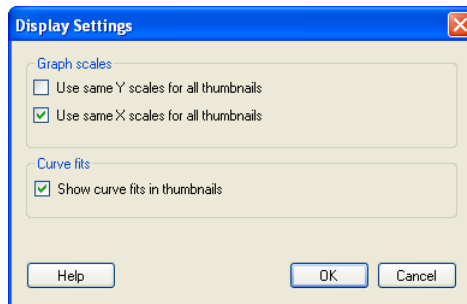 Display Settings
Graph scales
Use same Y scales for all thumbnails
Use same X scales for all thumbnails
Curve fits
Show curve fits in thumbnails
Help
OK
Cancel